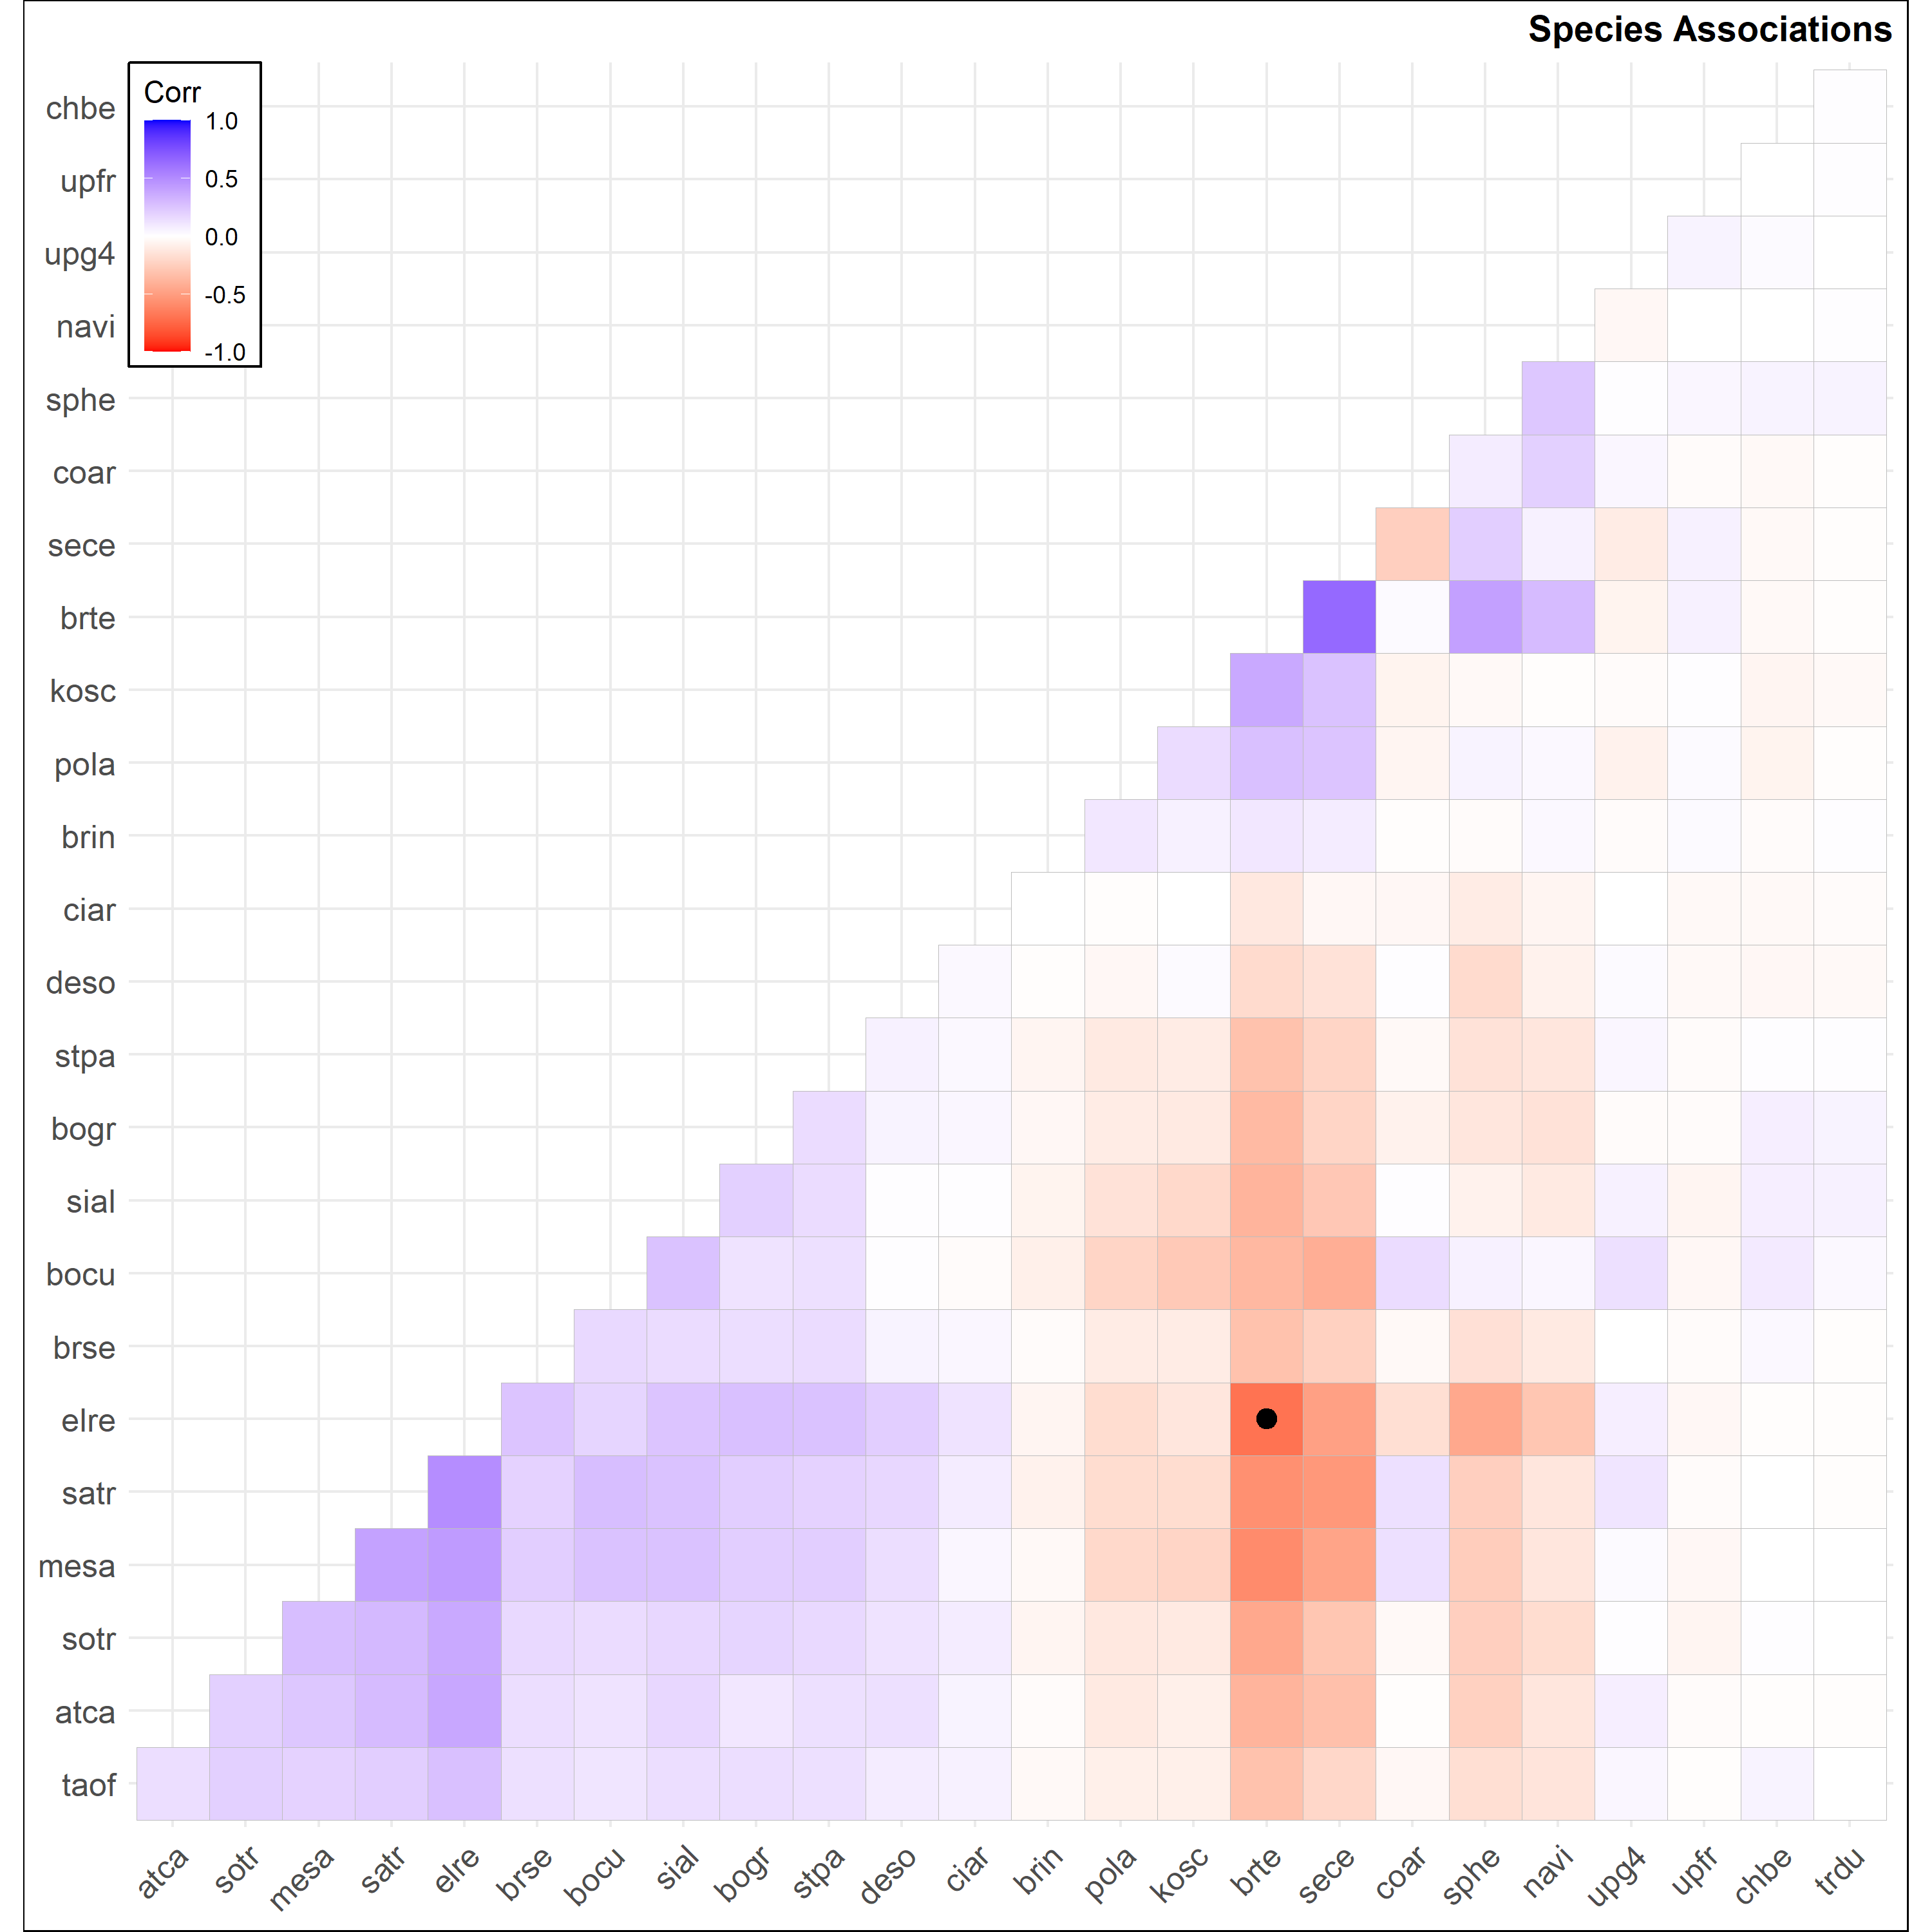 Species Associations
Corr
1.0
0.5
0.0
-0.5
-1.0
chbe
upfr
upg4
navi
sphe
coar
sece
brte
kosc
pola
brin
ciar
deso
stpa
bogr
sial
bocu
brse
elre
satr
mesa
sotr
atca
taof
atca sotr mesa satr elre brse bocu sial bogr stpa deso ciar brin pola kosc brte sece coar sphe navi upg4 upfr chbe trdu